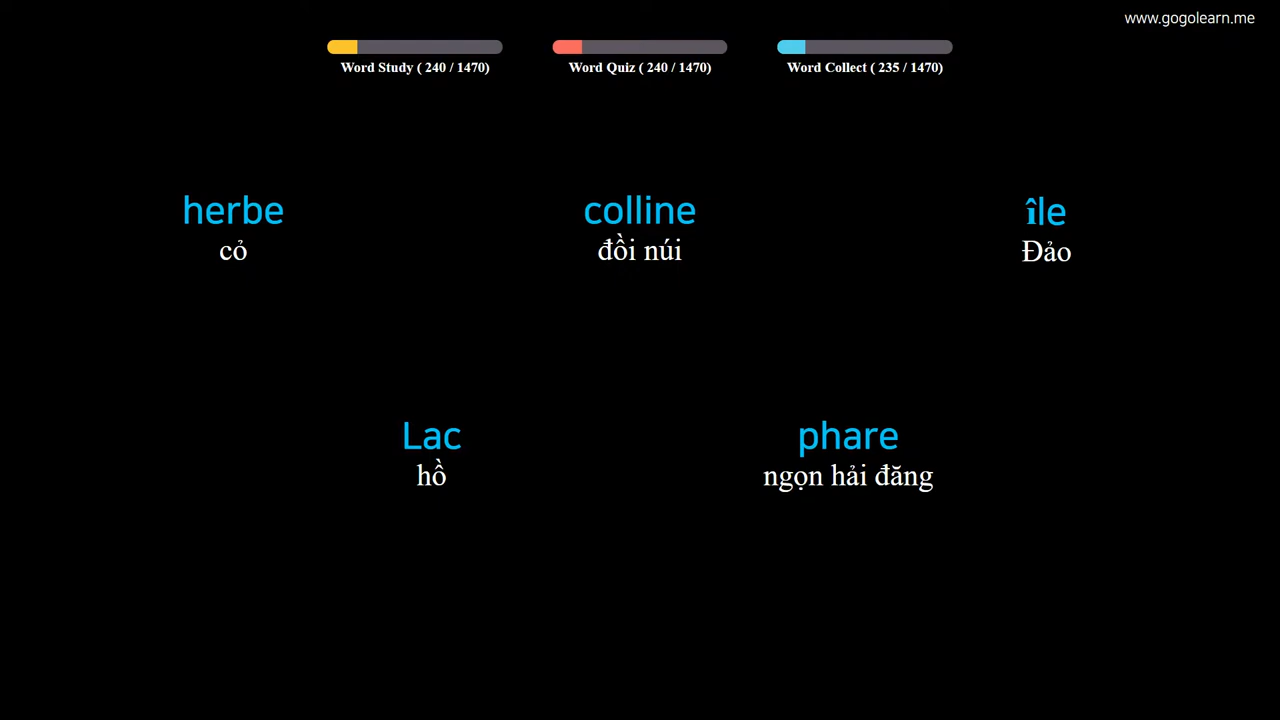 www.gogolearn.me
Word Study ( 240 / 1470)
Word Quiz ( 240 / 1470)
Word Collect ( 235 / 1470)
herbe
cỏ
colline
đồi núi
île
Đảo
Lac
hồ
phare
ngọn hải đăng